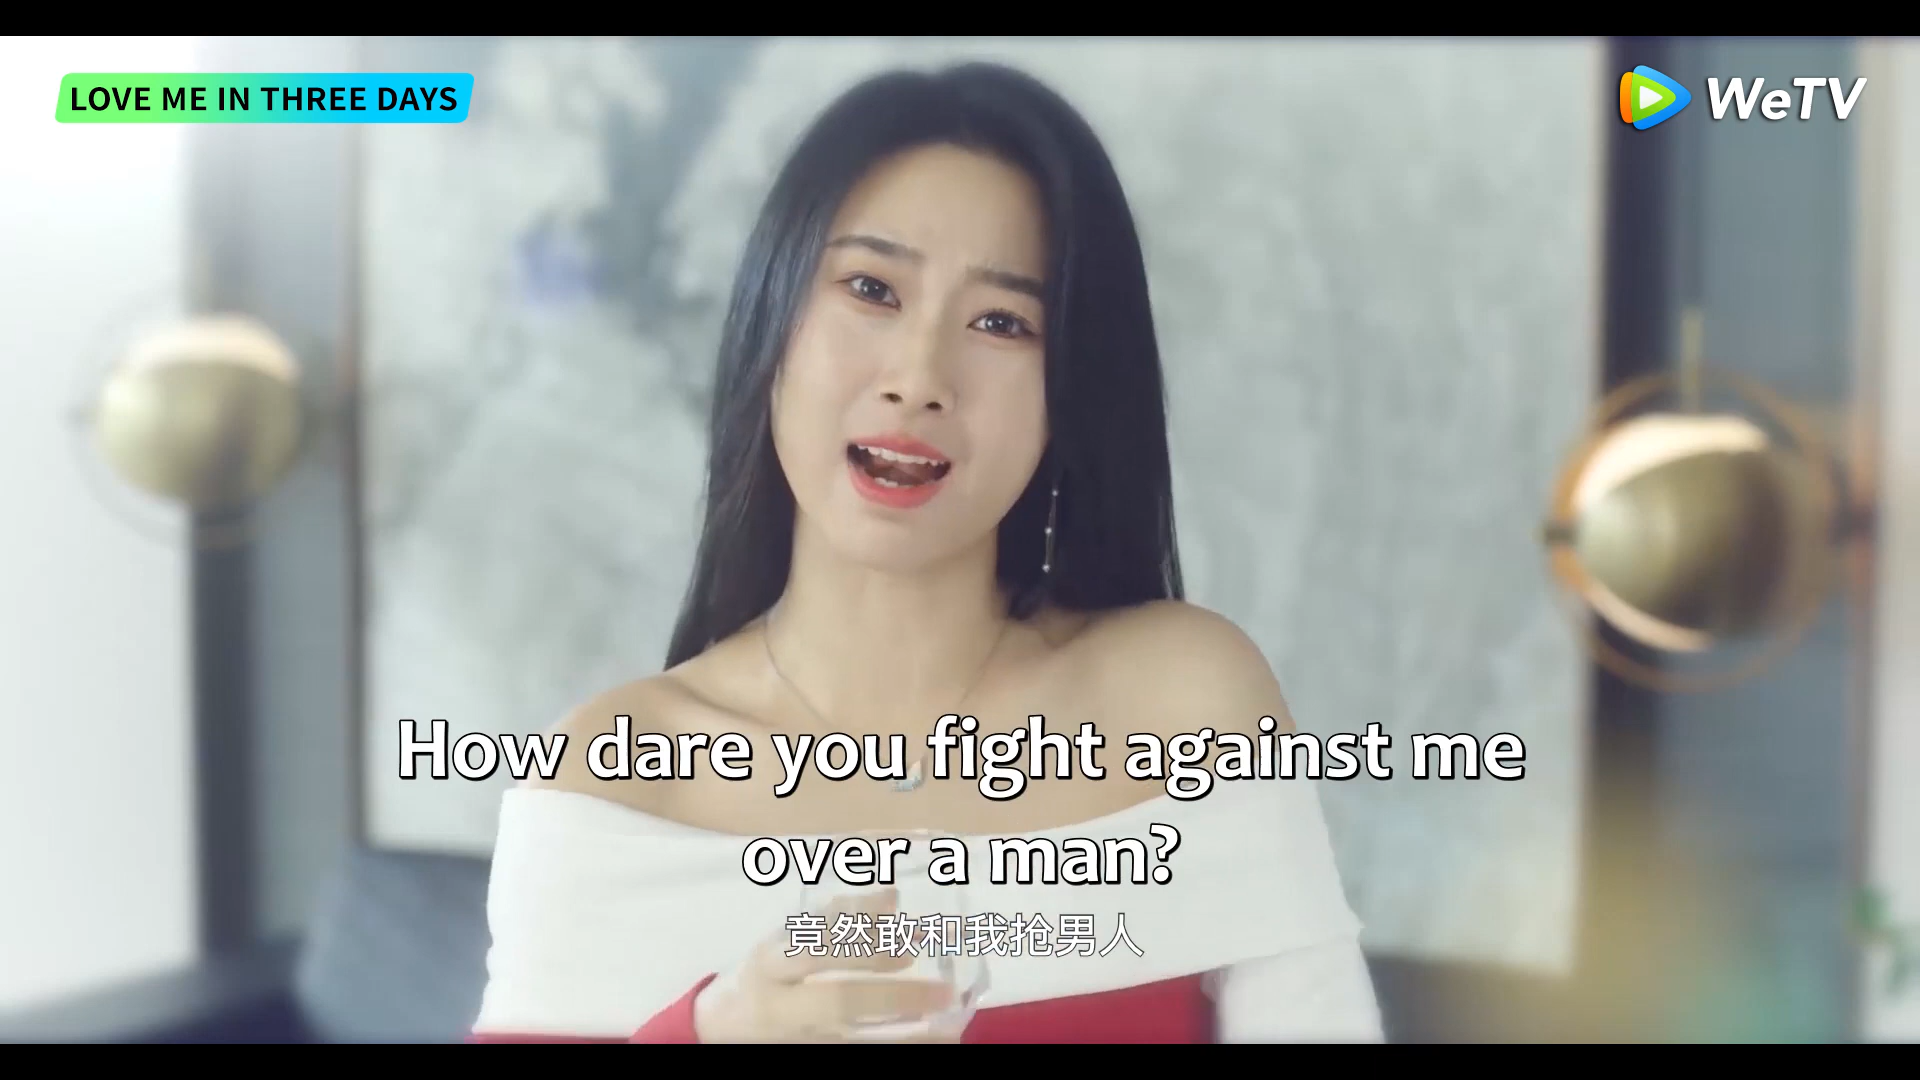 LOVE ME IN THREE DAYS
WeTV
How dare you fight against me
over a man?
竟然敢和我抢男人